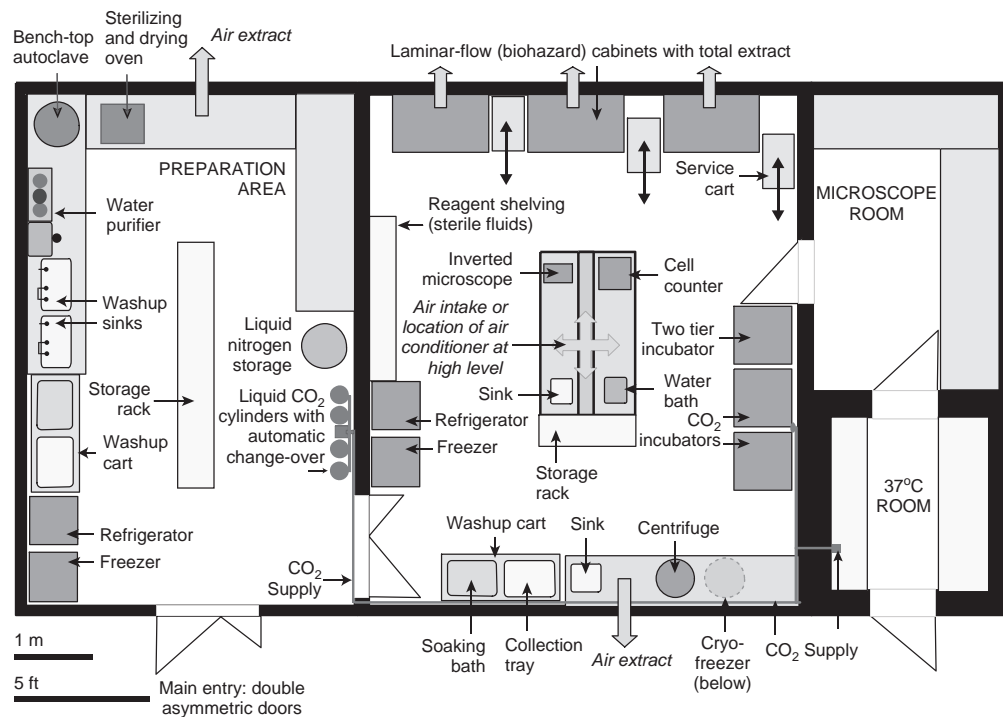 Bench-top
autoclave
Sterilizing
and drying
oven
Air extract
Laminar-flow (biohazard) cabinets with total extract
PREPARATION
AREA
Water
purifier
Washup
sinks
Storage
rack
Washup
cart
Refrigerator
Freezer
Liquid
nitrogen
storage
Liquid CO2
cylinders with
automatic
change-over
CO2
Supply
Reagent shelving
(sterile fluids)
Service
cart
Inverted
microscope
Cell
counter
Air intake or
location of air
conditioner at
high level
Two tier
incubator
Sink
Water
bath
CO2
incubators
Refrigerator
Freezer
Storage
rack
Washup cart
Sink
Centrifuge
MICROSCOPE
ROOM
37oC
ROOM
Soaking
bath
Collection
tray
Air extract
Cryo-
freezer
(below)
CO2 Supply
1 m
5 ft
Main entry: double
asymmetric doors